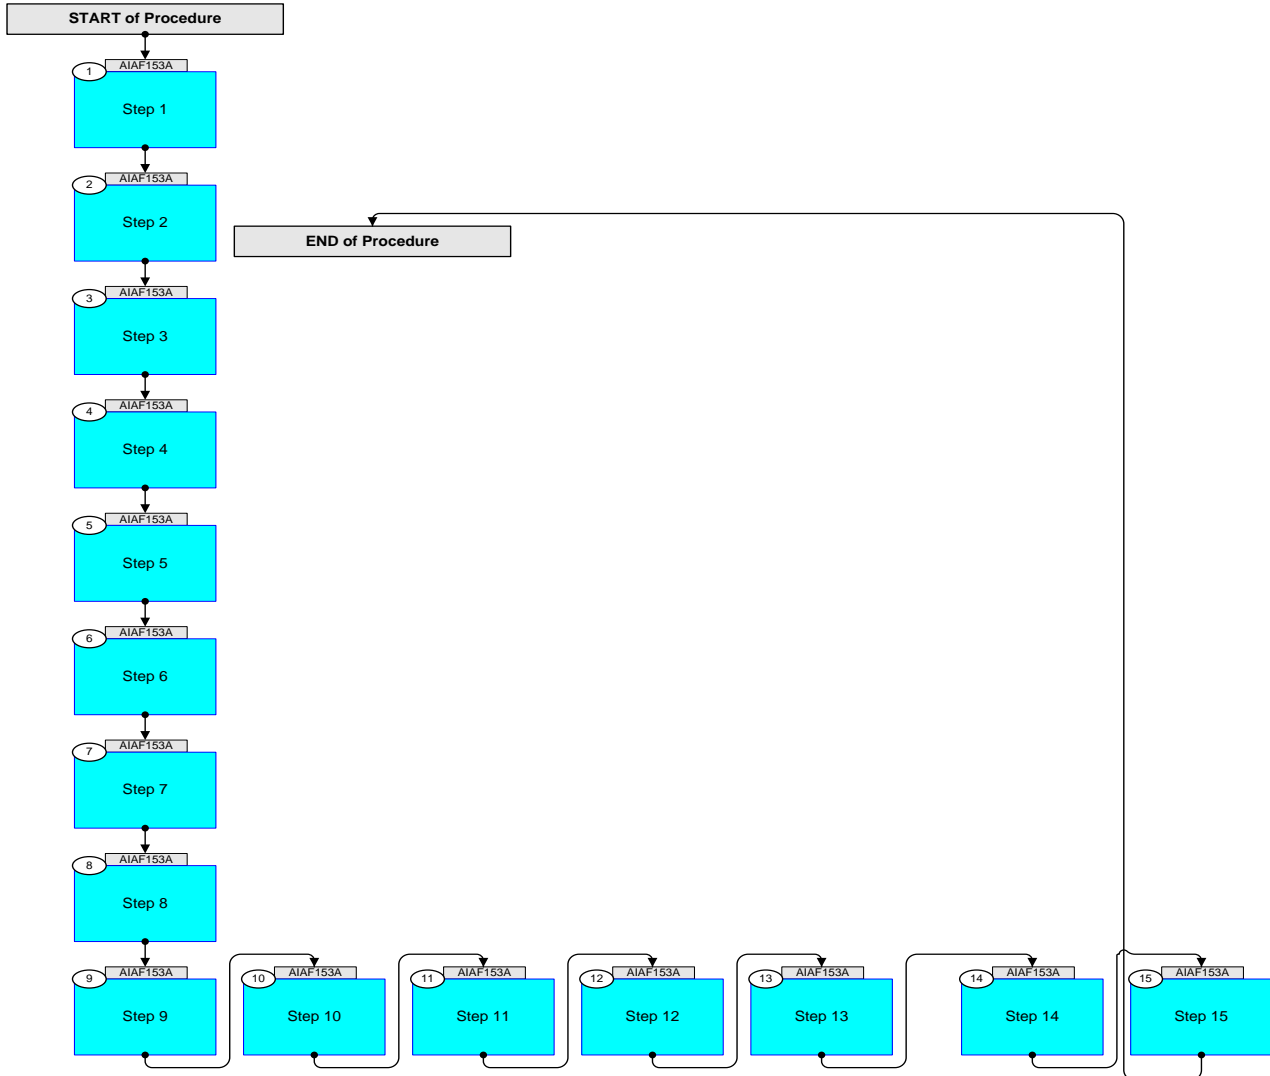 START of Procedure
AIAF153A
1
Step 1
AIAF153A
2
Step 2
END of Procedure
AIAF153A
3
Step 3
AIAF153A
4
Step 4
AIAF153A
5
Step 5
AIAF153A
6
Step 6
AIAF153A
7
Step 7
AIAF153A
8
Step 8
AIAF153A
9
Step 9
AIAF153A
10
Step 10
AIAF153A
11
Step 11
AIAF153A
12
Step 12
AIAF153A
13
Step 13
AIAF153A
14
Step 14
AIAF153A
15
Step 15